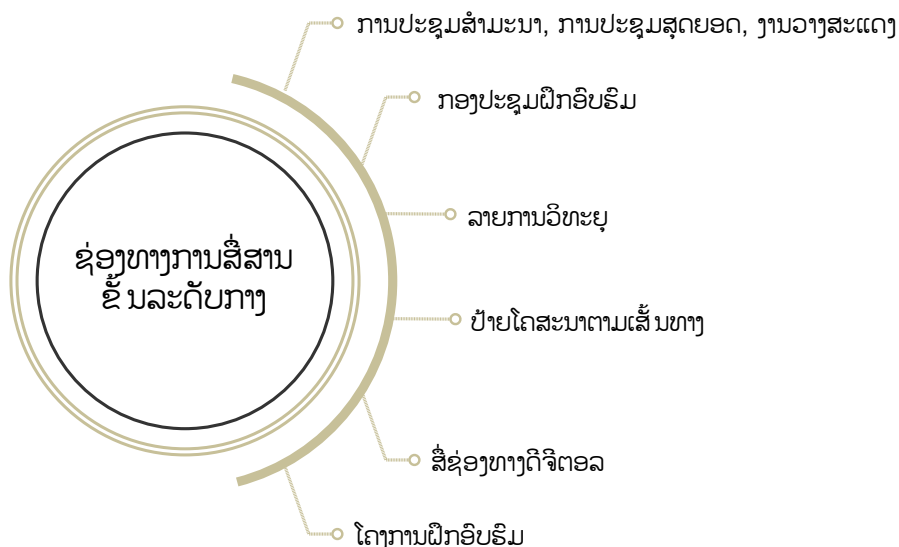 ການປະຊຸມສຳມະນາ, ການປະຊຸມສຸດຍອດ, ງານວາງສະແດງ
ກອງປະຊຸມຝຶກອົບຮົມ
ລາຍການວິທະຍຸ
ຊ່ອງທາງການສື່ສານ
ຂັ້ນລະດັບກາງ
ປ້າຍໂຄສະນາຕາມເສັ້ນທາງ
ສື່ຊ່ອງທາງດີຈີຕອລ
ໂຄງການຝຶກອົບຮົມ